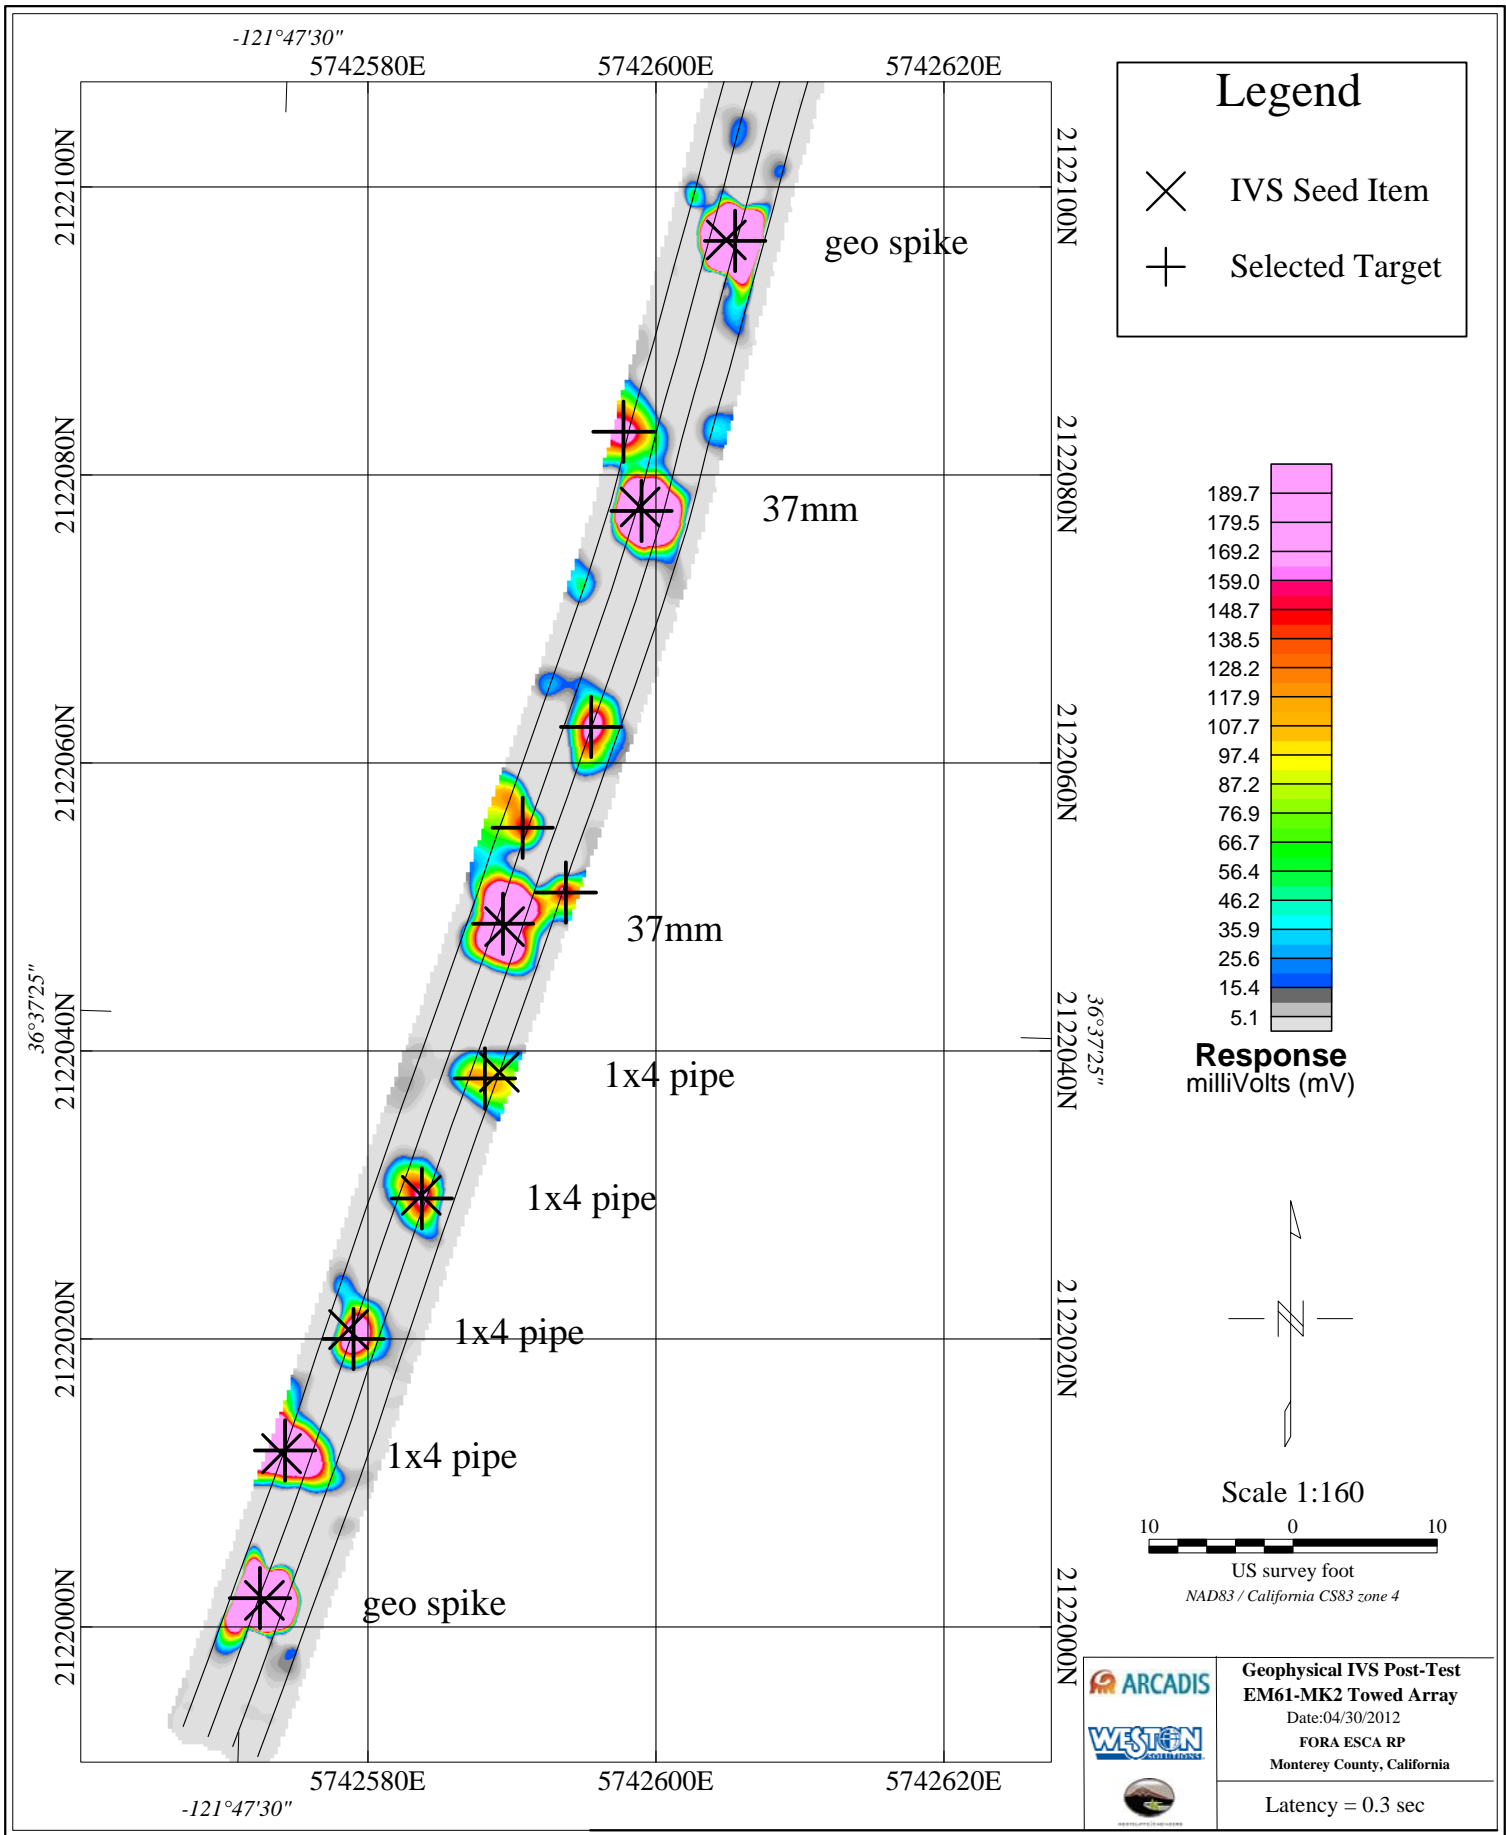 -121°47'30"
5742580E 5742600E 5742620E
2122100N
2122080N
2122060N
2122040N
2122020N
2122000N
36°37'25"
geo spike
37mm
37mm
1x4 pipe
1x4 pipe
1x4 pipe
1x4 pipe
geo spike
2122100N
2122080N
2122060N
2122040N
2122020N
2122000N
36°37'25"
5742580E 5742600E 5742620E
-121°47'30"
Legend
IVS Seed Item
Selected Target
189.7
179.5
169.2
159.0
148.7
138.5
128.2
117.9
107.7
97.4
87.2
76.9
66.7
56.4
46.2
35.9
25.6
15.4
5.1
Response
milliVolts (mV)
N
Scale 1:160
10 0 10
US survey foot
NAD83 / California CS83 zone 4
ARCADIS
WESTON
SOLUTIONS
Geophysical IVS Post-Test
EM61-MK2 Towed Array
Date:04/30/2012
FORA ESCA RP
Monterey County, California
Latency = 0.3 sec